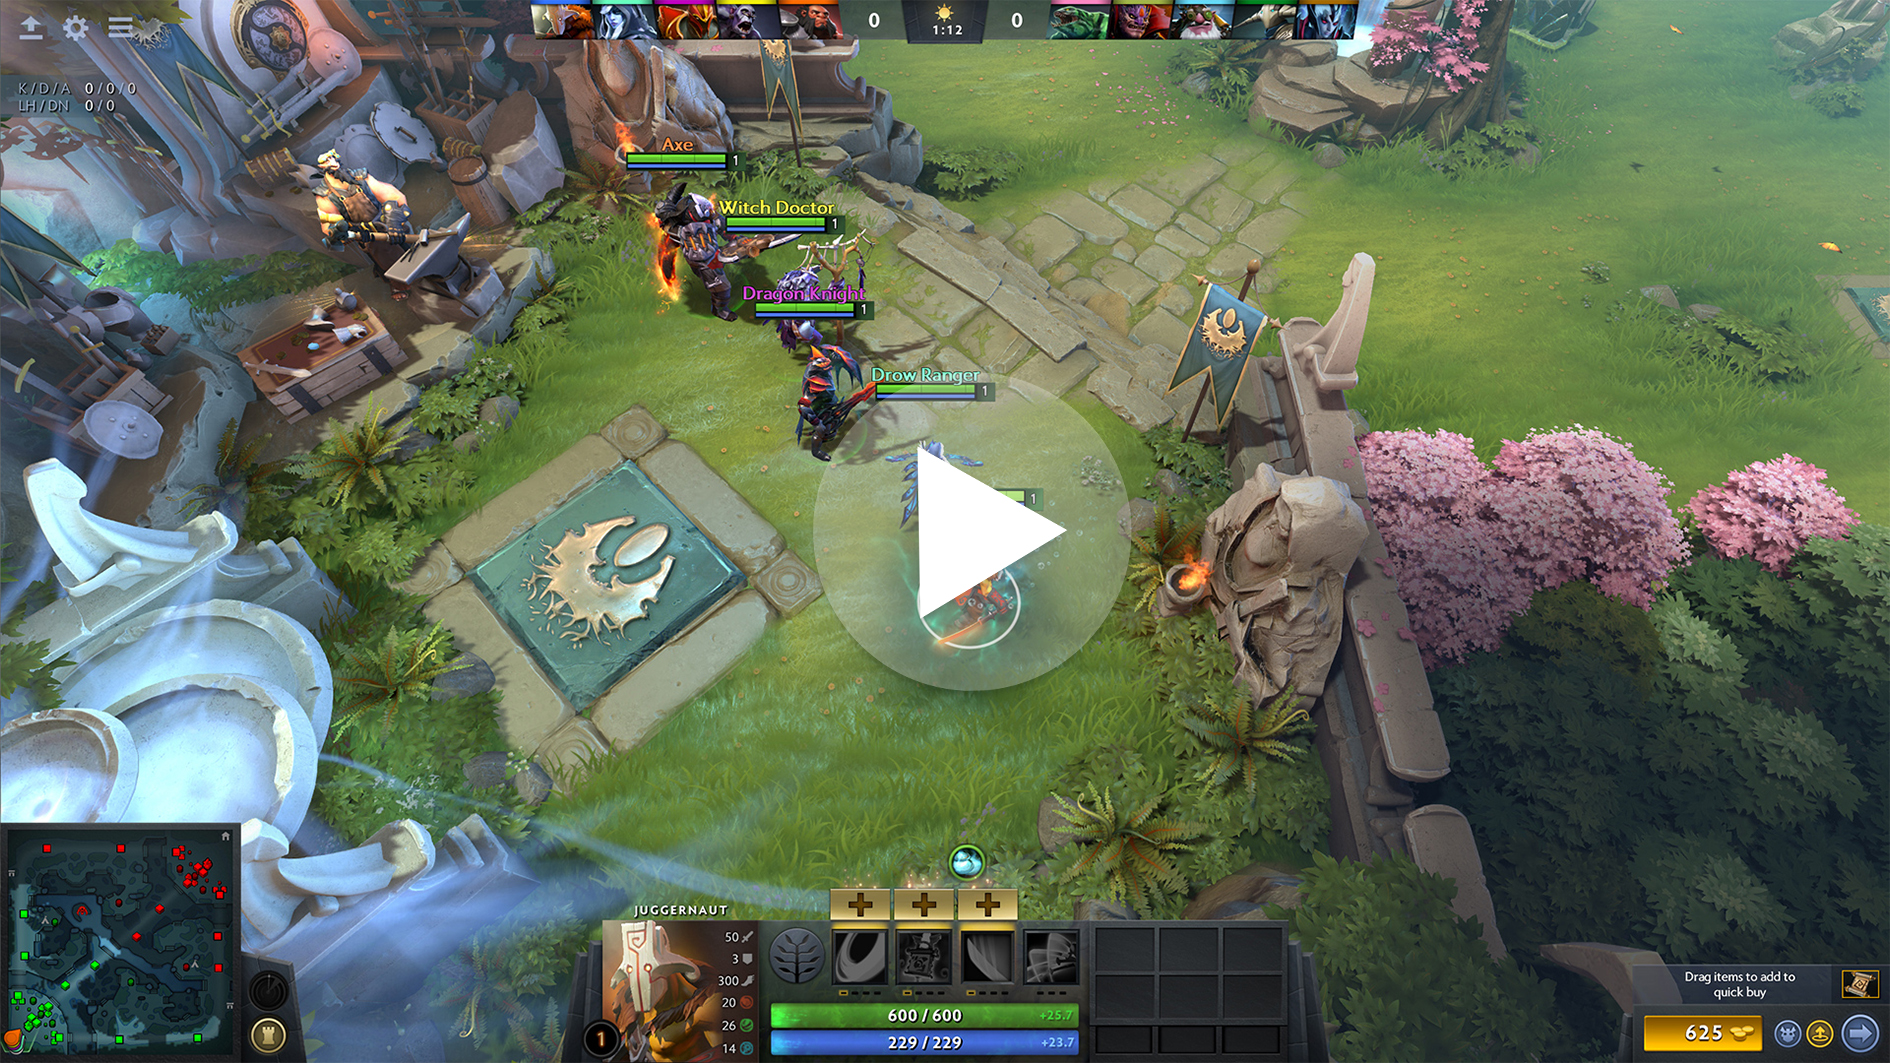 0
1:12
0
K/D/A 0/0/0
LH/DN 0/0
Axe
1
Witch Doctor
1
Dragon Knight
1
Drow Ranger
1
1
JUGGERNAUT
50
3
300
20
26
14
1
600 / 600
+25.7
229 / 229
+23.7
Drag items to add to
quick buy
625